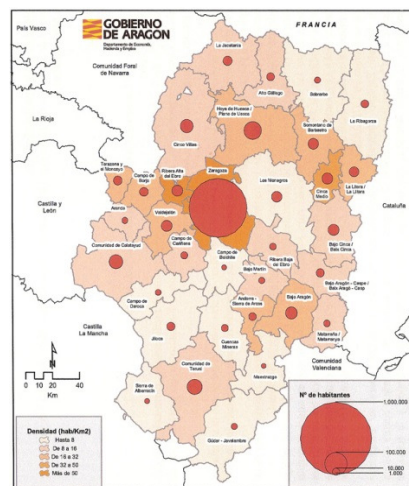 GOBIERNO
DE ARAGON
Departamento de Economía,
Hacienda y Empleo
FRANCIA
País Vasco
Comunidad Foral
de Navarra
La Rioja
Castilla y
León
Cataluña
Castilla
La Mancha
Comunidad
Valenciana
La Jacetania
Alto Gállego
Sobrarbe
La Ribagorza
Cinco Villas
Hoya de Huesca /
Plana de Uesca
Somontano de
Barbastro
Cinca
Medio
La Litera /
La Llitera
Tarazona y
el Moncayo
Campo de
Borja
Ribera Alta
del Ebro
Zaragoza
Los Monegros
Aranda
Valdejalón
Bajo Cinca /
Baix Cinca
Comunidad de Calatayud
Campo de
Cariñena
Campo de
Belchite
Ribera Baja
del Ebro
Bajo Martín
Bajo Aragón - Caspe /
Baix Aragó - Casp
Campo de
Daroca
Andorra -
Sierra de Arcos
Bajo Aragón
Matarraña /
Matarranya
Jiloca
Cuencas
Mineras
Maestrazgo
Comunidad
de Teruel
Sierra de
Albarracín
Gúdar - Javalambre
N
0 20 40
Km
Densidad (hab/Km2)
Hasta 8
De 8 a 16
De 16 a 32
De 32 a 50
Más de 50
Nº de habitantes
1.000.000
100.000
10.000
1.000